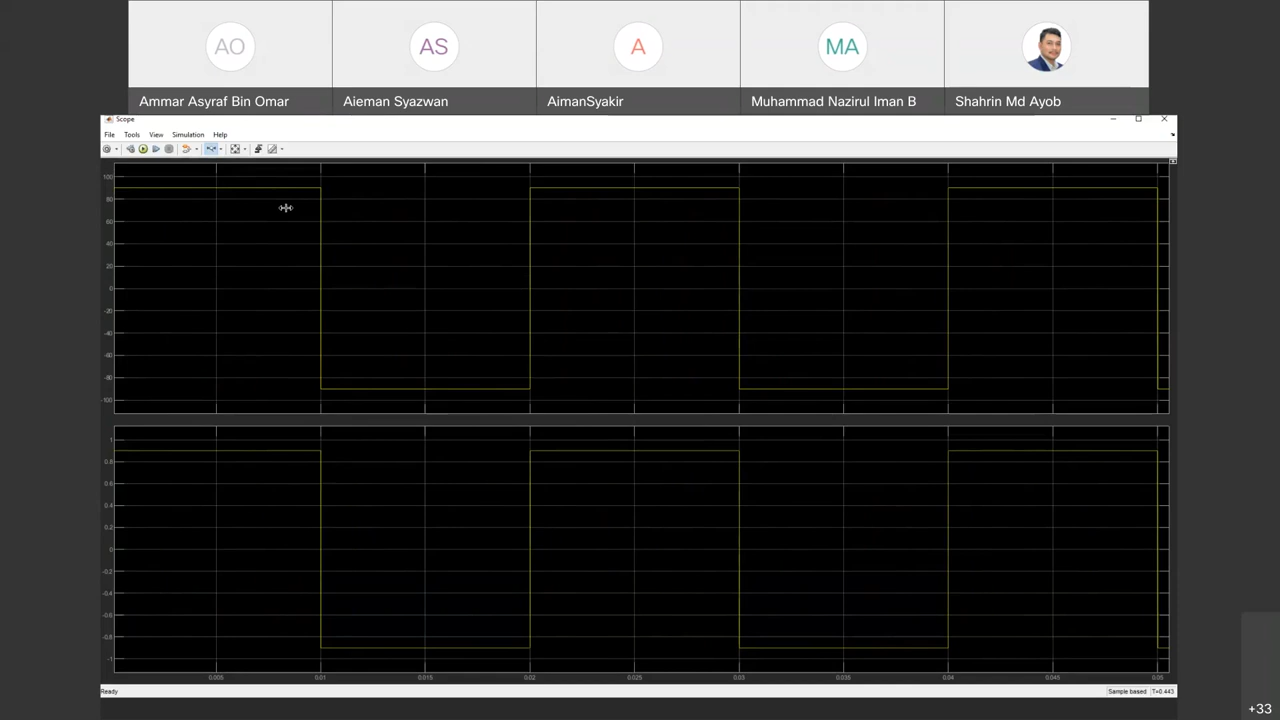 AO
AS
A
MA
Ammar Asyraf Bin Omar
Aieman Syazwan
AimanSyakir
Muhammad Nazirul Iman B
Shahrin Md Ayob
Scope
File Tools View Simulation Help
100
80
60
40
20
0
-20
-40
-60
-80
-100
1
0.8
0.6
0.4
0.2
0
-0.2
-0.4
-0.6
-0.8
-1
0.005 0.01 0.015 0.02 0.025 0.03 0.035 0.04 0.045 0.05
Ready
Sample based T=0.443
+33